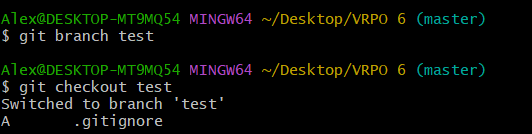 Alex@DESKTOP-MT9MQ54 MINGW64 ~/Desktop/VRPO 6 (master)
$ git branch test
Alex@DESKTOP-MT9MQ54 MINGW64 ~/Desktop/VRPO 6 (master)
$ git checkout test
Switched to branch 'test'
A       .gitignore